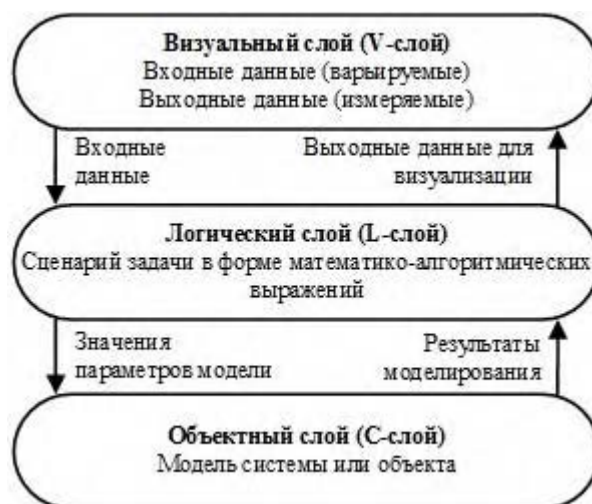 Визуальный слой (V-слой)
Входные данные (варьируемые)
Выходные данные (измеряемые)
Входные
данные
Выходные данные для
визуализации
Логический слой (L-слой)
Сценарий задачи в форме математико-алгоритмических
выражений
Значения
параметров модели
Результаты
моделирования
Объектный слой (C-слой)
Модель системы или объекта